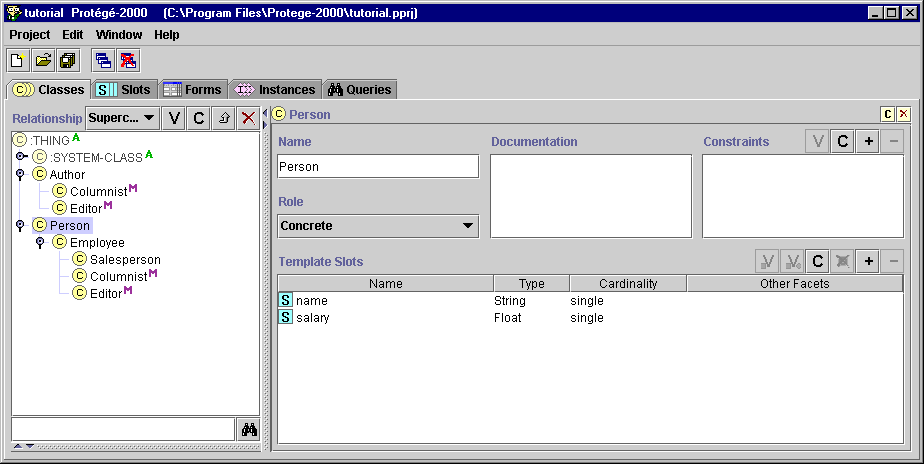 tutorial Protégé-2000 (C:\Program Files\Protege-2000\tutorial.pprj)
Project Edit Window Help
C Classes S Slots Forms I Instances Queries
Relationship Superc... V C
:THING A
C :SYSTEM-CLASS A
C Author
C Columnist M
C Editor M
C Person
C Employee
C Salesperson
C Columnist M
C Editor M
C Person C
Name
Person
Documentation
Constraints V C + −
Role
Concrete
Template Slots V V C + −
Name Type Cardinality Other Facets
S name String single
S salary Float single